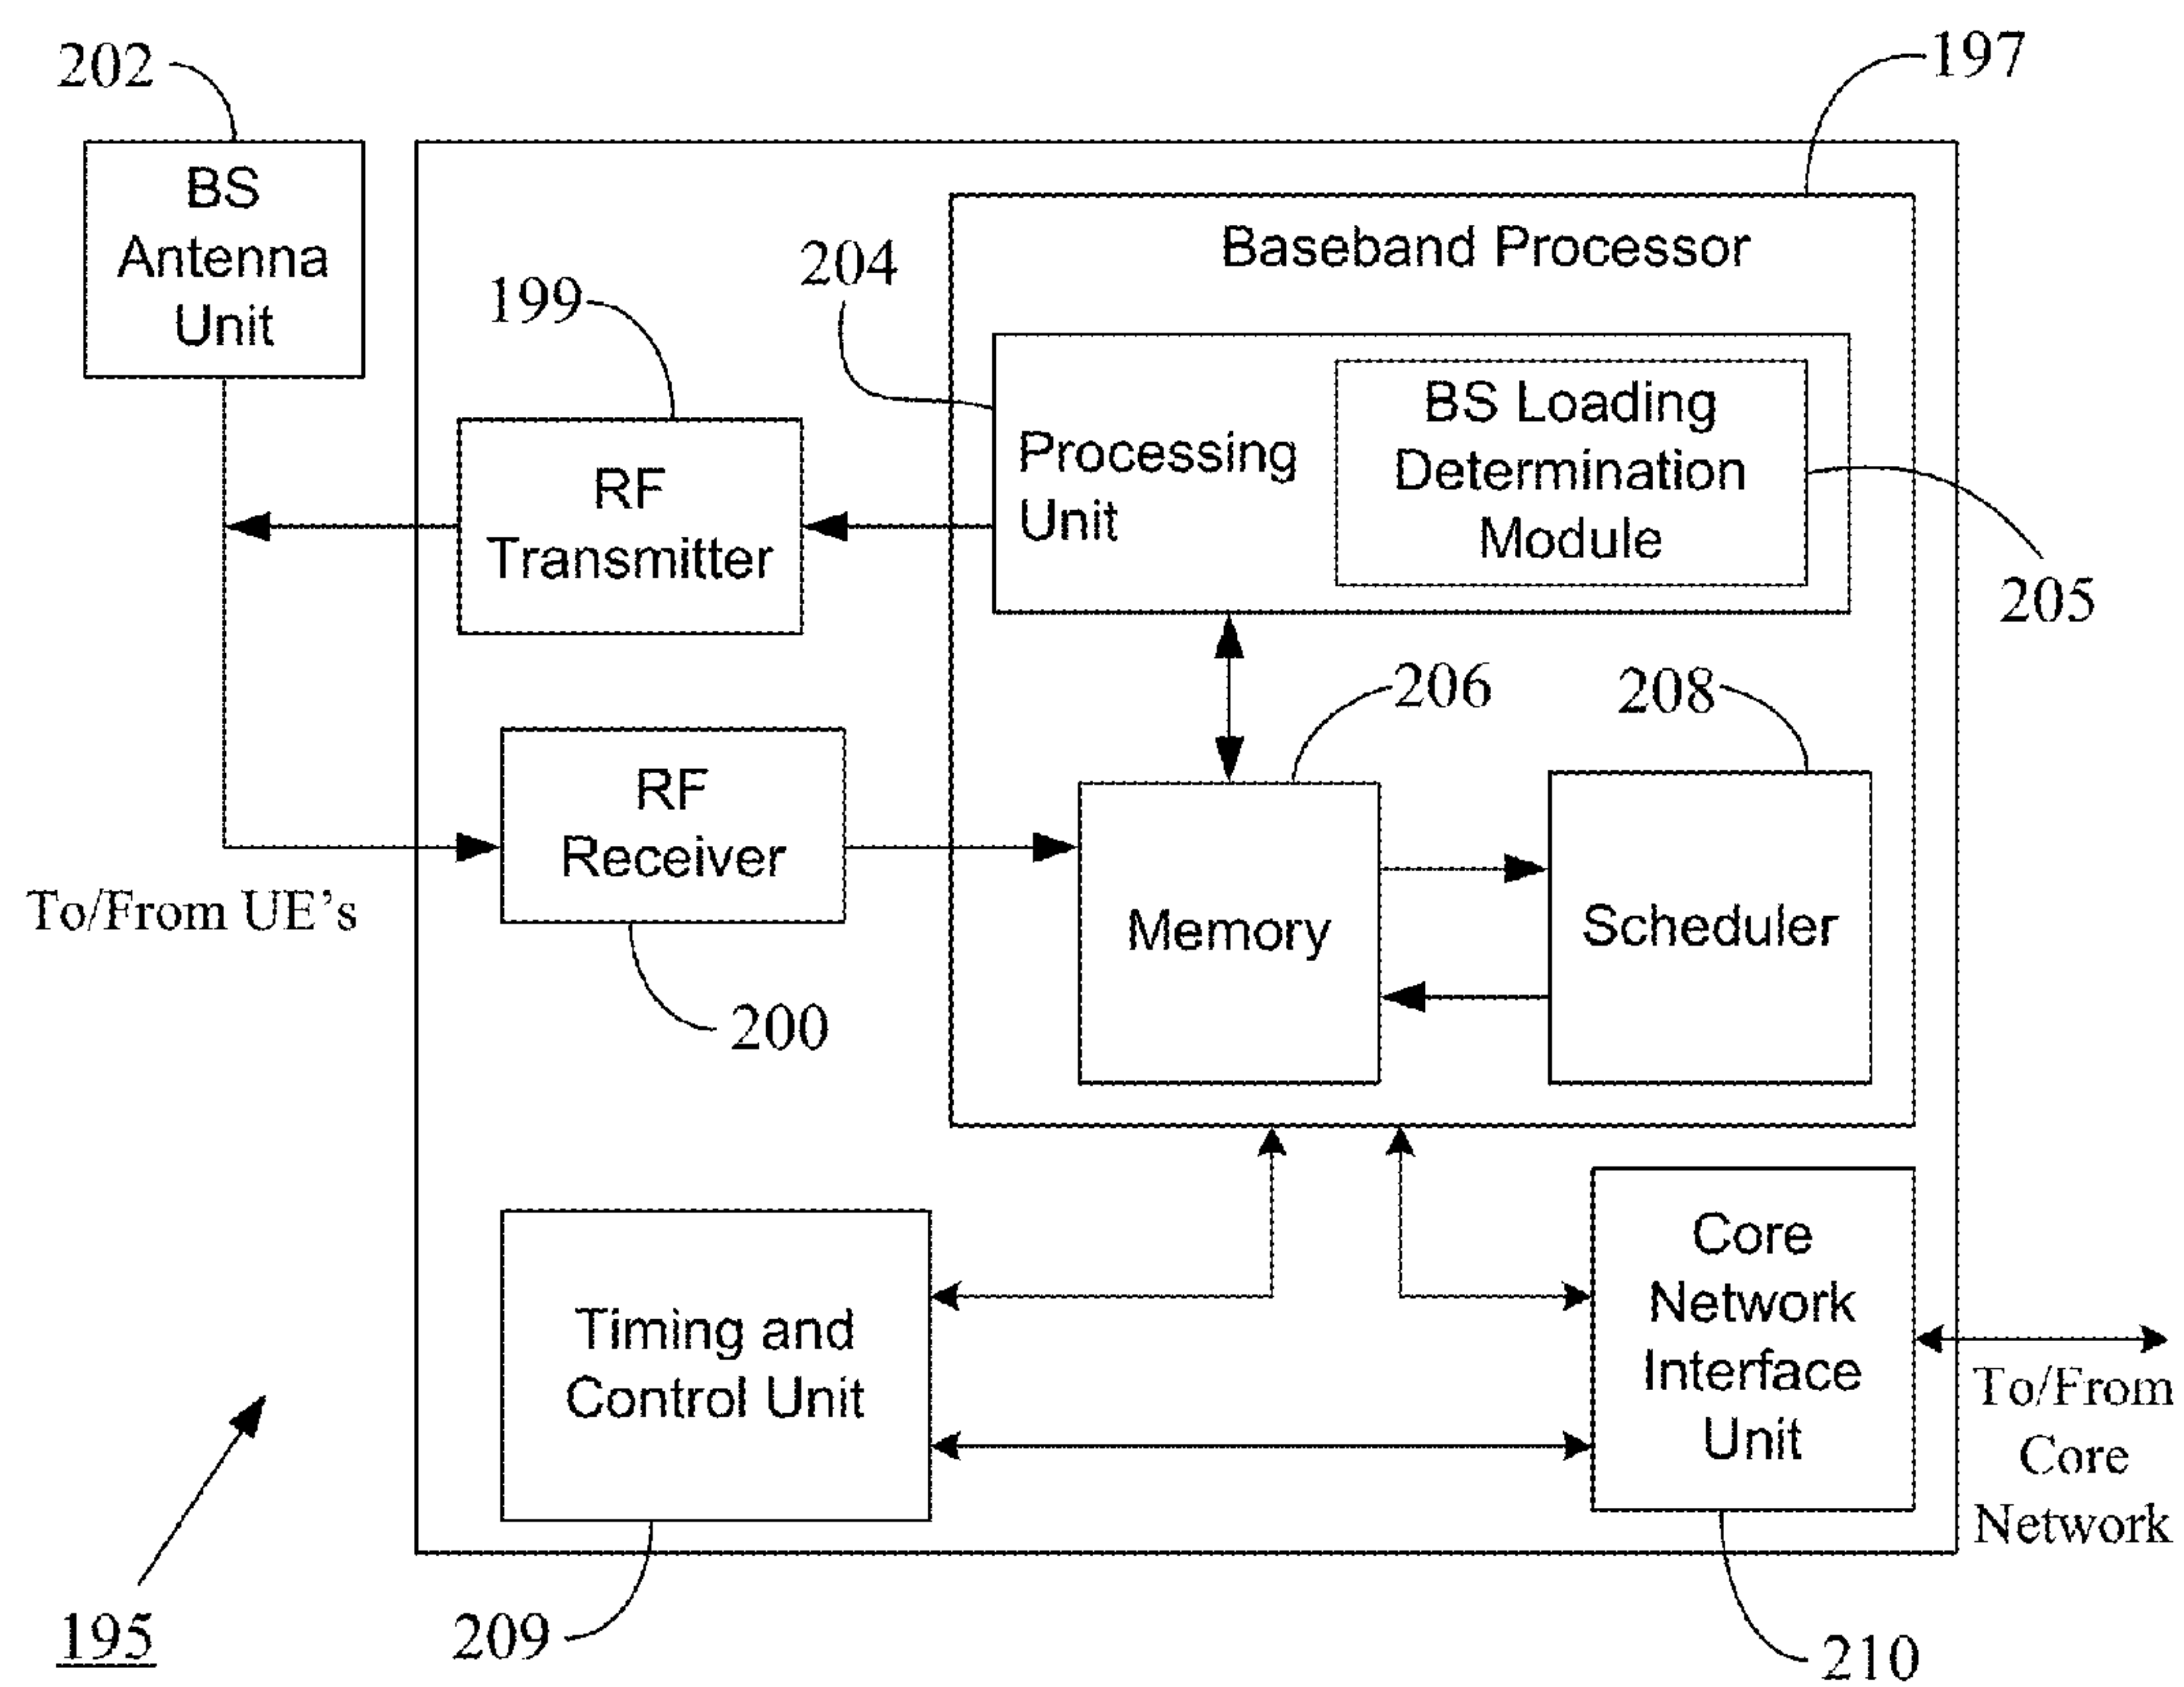 202
197
BS
Antenna
Unit
Baseband Processor
204
199
BS Loading
Determination
Module
Processing
Unit
RF
Transmitter
205
206
208
RF
Receiver
To/From UE's
Memory
Scheduler
200
Core
Network
Interface
Unit
Timing and
Control Unit
To/From
Core
Network
195
209
210